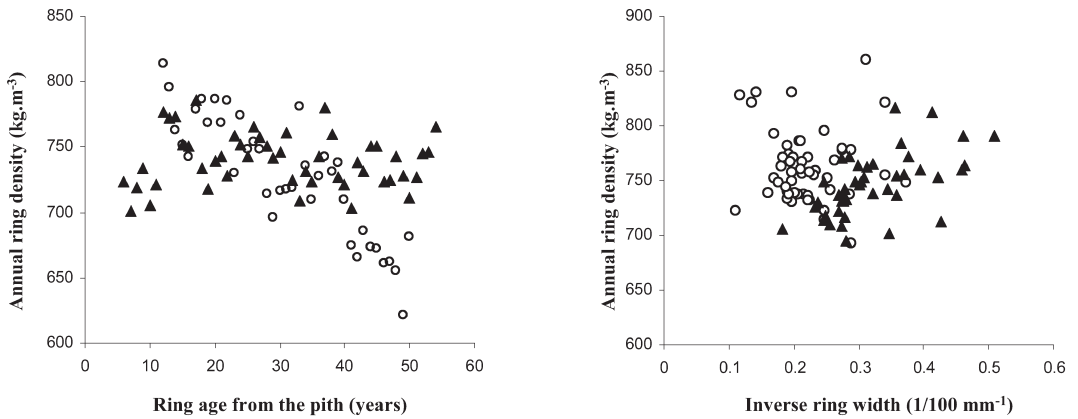 850
800
750
700
650
600
0 10 20 30 40 50 60
Annual ring density (kg.m-3)
Ring age from the pith (years)
900
850
800
750
700
650
600
0 0.1 0.2 0.3 0.4 0.5 0.6
Annual ring density (kg.m-3)
Inverse ring width (1/100 mm-1)